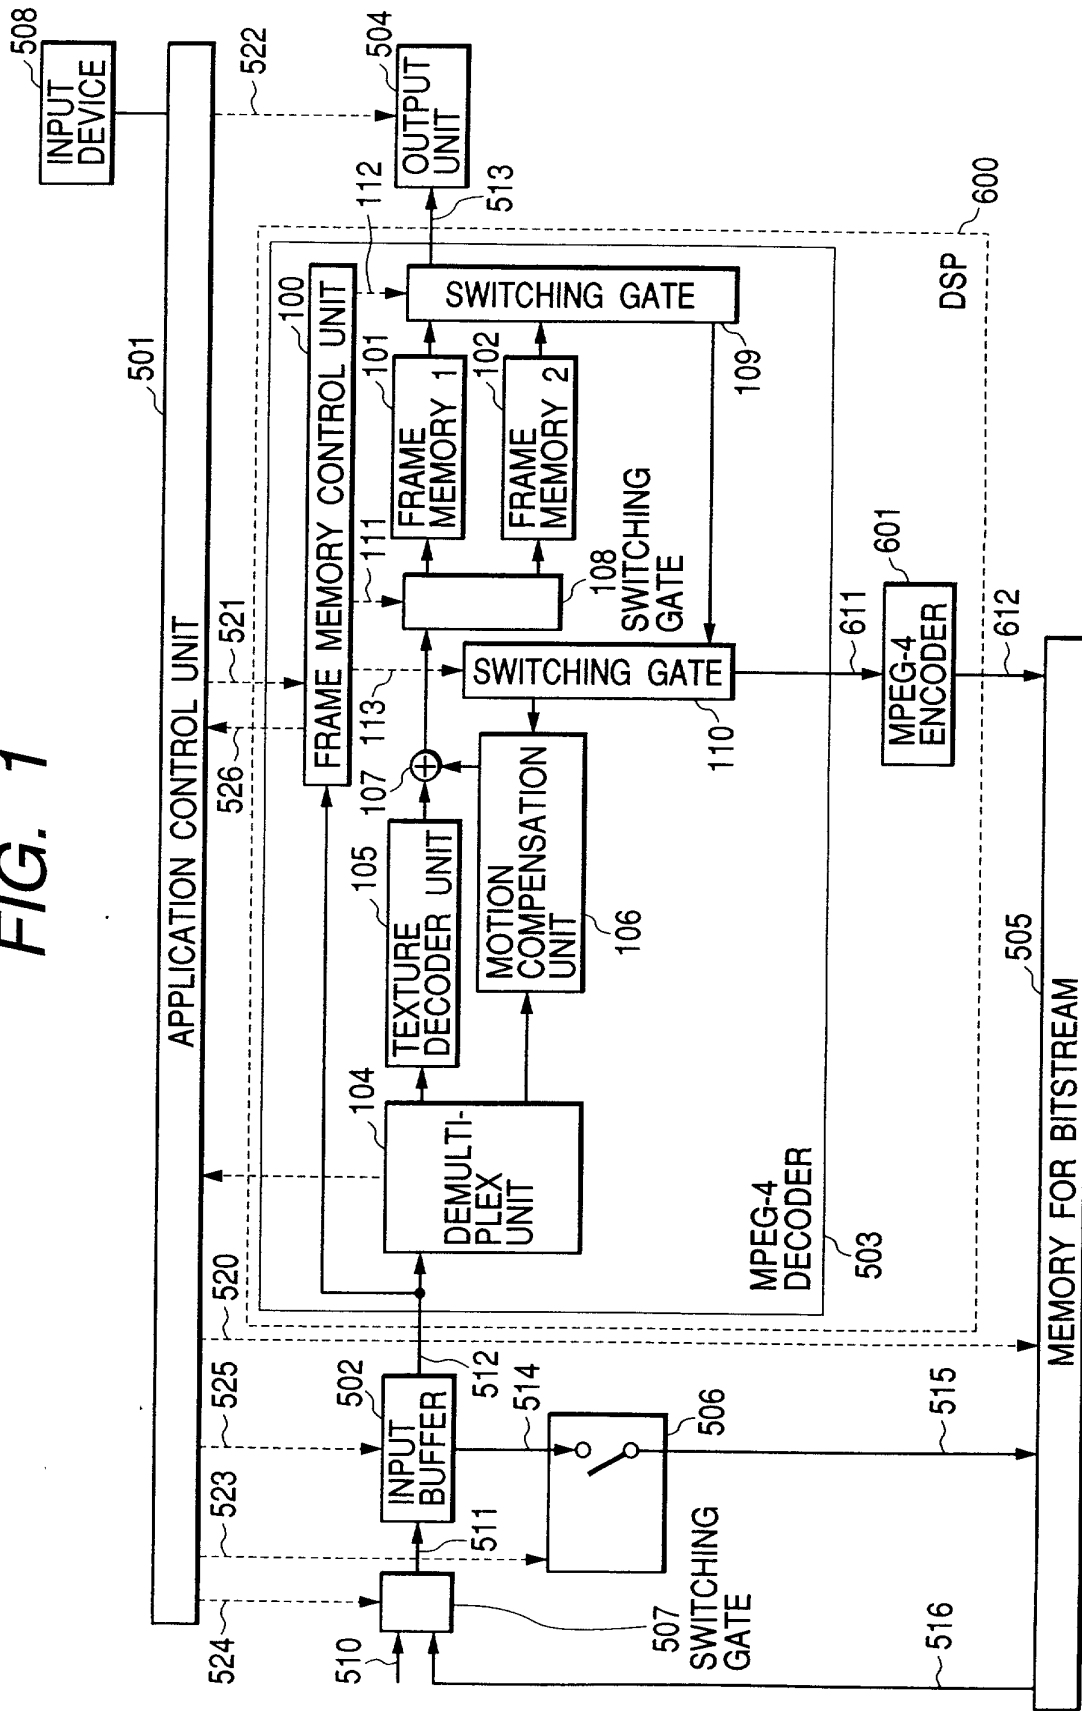 FIG. 1
508
INPUT
DEVICE
501
APPLICATION CONTROL UNIT
522
504
OUTPUT
UNIT
513
524
523
525
520
526
521
100
FRAME MEMORY CONTROL UNIT
113
111
112
510
507
SWITCHING
GATE
511
502
INPUT
BUFFER
512
514
506
515
516
104
DEMULTI-
PLEX
UNIT
105
TEXTURE
DECODER UNIT
107
MOTION
COMPENSATION
UNIT
106
SWITCHING GATE
110
108
SWITCHING
GATE
101
FRAME
MEMORY 1
102
FRAME
MEMORY 2
SWITCHING GATE
109
MPEG-4
DECODER
503
DSP
600
611
601
MPEG-4
ENCODER
612
505
MEMORY FOR BITSTREAM